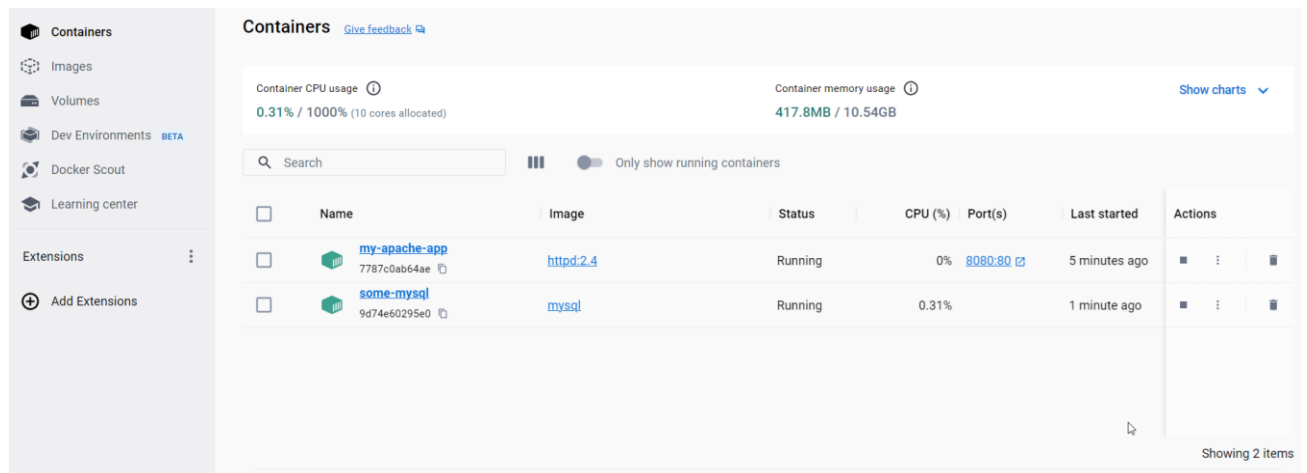 Containers
Images
Volumes
Dev Environments BETA
Docker Scout
Learning center
Extensions
Add Extensions
Containers Give feedback
Container CPU usage
0.31% / 1000% (10 cores allocated)
Container memory usage
417.8MB / 10.54GB
Show charts
Search
Only show running containers
Name Image Status CPU (%) Port(s) Last started Actions
my-apache-app
7787c0ab64ae
httpd:2.4 Running 0% 8080:80 5 minutes ago
some-mysql
9d74e60295e0
mysql Running 0.31% 1 minute ago
Showing 2 items